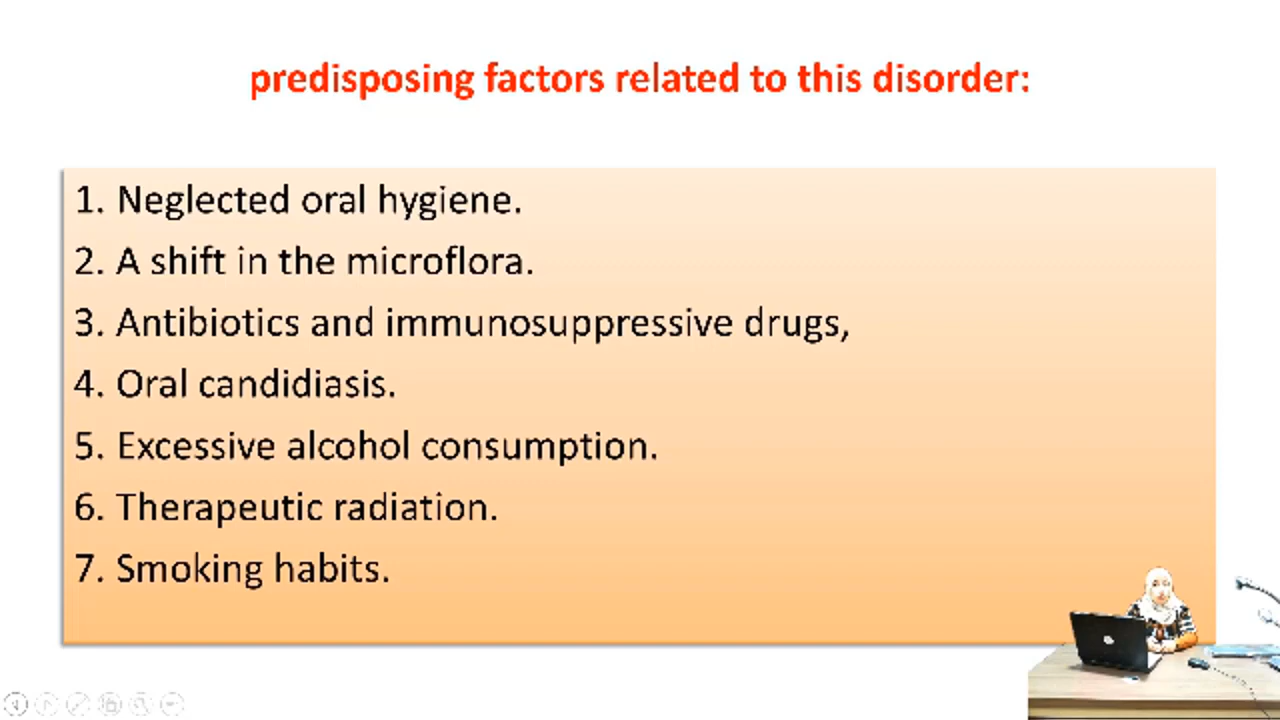 predisposing factors related to this disorder:
1. Neglected oral hygiene.
2. A shift in the microflora.
3. Antibiotics and immunosuppressive drugs,
4. Oral candidiasis.
5. Excessive alcohol consumption.
6. Therapeutic radiation.
7. Smoking habits.